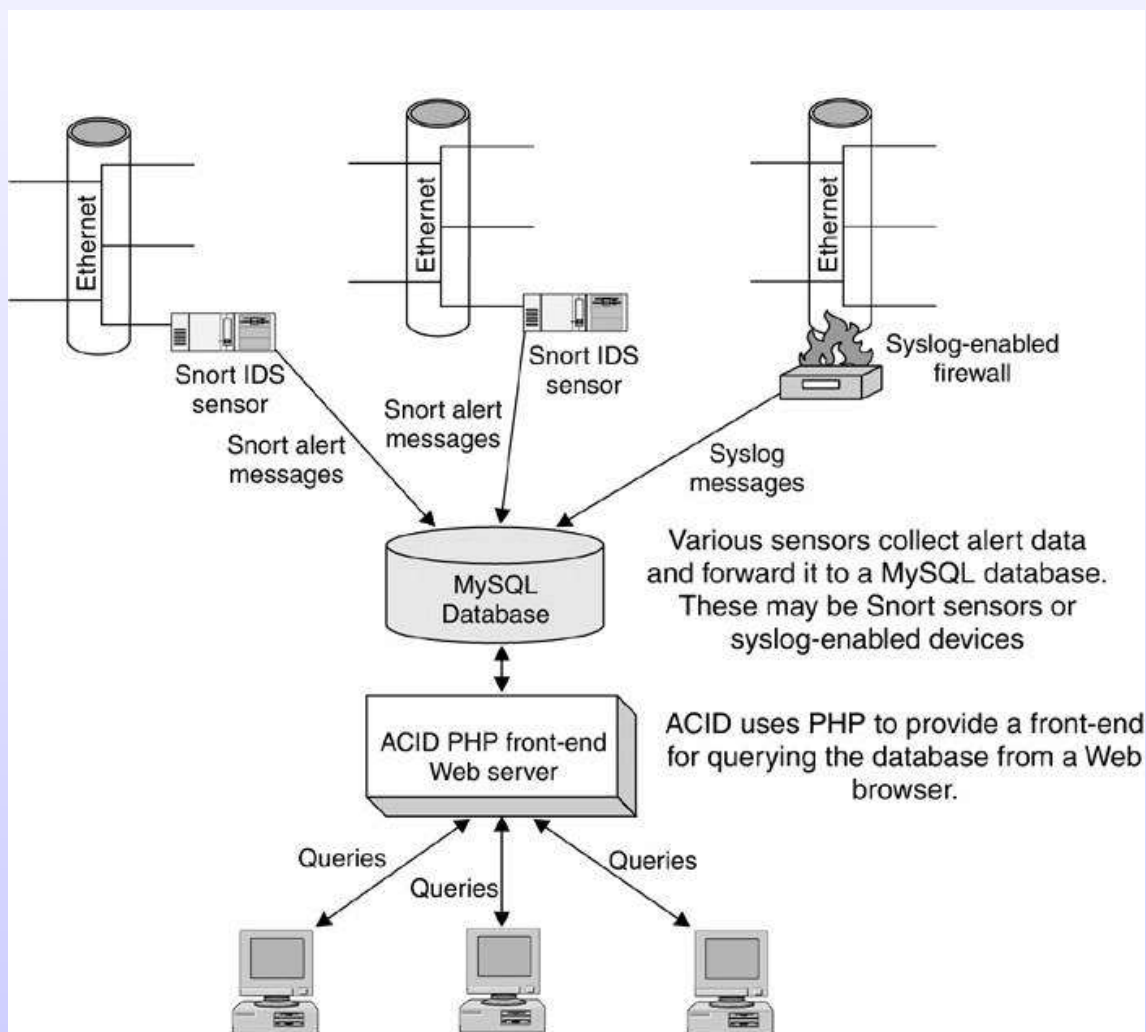 Ethernet
Ethernet
Ethernet
Snort IDS
sensor
Snort IDS
sensor
Syslog-enabled
firewall
Snort alert
messages
Snort alert
messages
Syslog
messages
MySQL
Database
Various sensors collect alert data
and forward it to a MySQL database.
These may be Snort sensors or
syslog-enabled devices
ACID PHP front-end
Web server
ACID uses PHP to provide a front-end
for querying the database from a Web
browser.
Queries
Queries
Queries